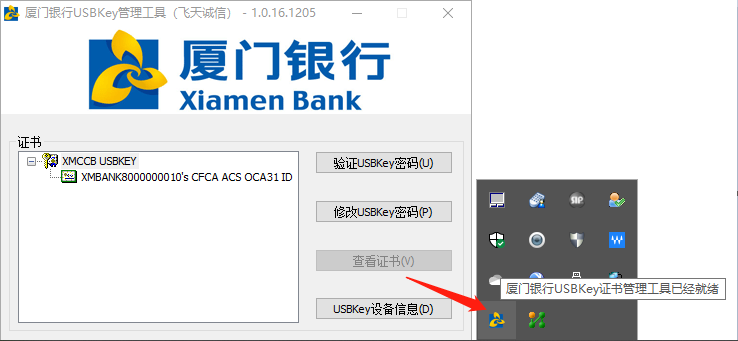 厦门银行USBKey管理工具（飞天诚信） - 1.0.16.1205
厦门银行
Xiamen Bank
证书
XMCCB USBKEY
XMBANK8000000010's CFCA ACS OCA31 ID
验证USBKey密码(U)
修改USBKey密码(P)
查看证书(V)
USBKey设备信息(D)
厦门银行USBKey证书管理工具已经就绪